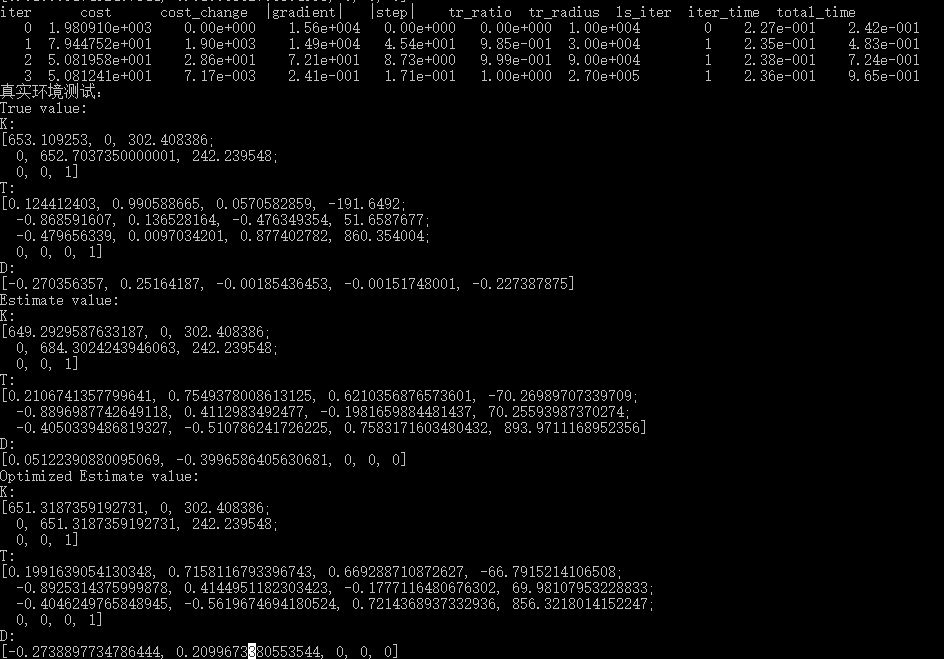 iter      cost      cost_change  |gradient|   |step|    tr_ratio  tr_radius  ls_iter  iter_time  total_time
   0  1.980910e+003    0.00e+000    1.56e+004   0.00e+000   0.00e+000  1.00e+004        0    2.27e-001    2.42e-001
   1  7.944752e+001    1.90e+003    1.49e+004   4.54e+001   9.85e-001  3.00e+004        1    2.35e-001    4.83e-001
   2  5.081958e+001    2.86e+001    7.21e+001   8.73e+000   9.99e-001  9.00e+004        1    2.38e-001    7.24e-001
   3  5.081241e+001    7.17e-003    2.41e-001   1.71e-001   1.00e+000  2.70e+005        1    2.36e-001    9.65e-001
真实环境测试:
True value:
K:
[653.109253, 0, 302.408386;
  0, 652.7037350000001, 242.239548;
  0, 0, 1]
T:
[0.124412403, 0.990588665, 0.0570582859, -191.6492;
  -0.868591607, 0.136528164, -0.476349354, 51.6587677;
  -0.479656339, 0.0097034201, 0.877402782, 860.354004;
  0, 0, 0, 1]
D:
[-0.270356357, 0.25164187, -0.00185436453, -0.00151748001, -0.227387875]
Estimate value:
K:
[649.2929587633187, 0, 302.408386;
  0, 684.3024243946063, 242.239548;
  0, 0, 1]
T:
[0.2106741357799641, 0.7549378008613125, 0.6210356876573601, -70.26989707339709;
  -0.8896987742649118, 0.4112983492477, -0.1981659884481437, 70.25593987370274;
  -0.4050339486819327, -0.510786241726225, 0.7583171603480432, 893.9711168952356]
D:
[0.05122390880095069, -0.3996586405630681, 0, 0, 0]
Optimized Estimate value:
K:
[651.3187359192731, 0, 302.408386;
  0, 651.3187359192731, 242.239548;
  0, 0, 1]
T:
[0.1991639054130348, 0.7158116793396743, 0.669288710872627, -66.7915214106508;
  -0.8925314375999878, 0.4144951182303423, -0.1777116480676302, 69.98107953228833;
  -0.4046249765848945, -0.5619674694180524, 0.7214368937332936, 856.3218014152247;
  0, 0, 0, 1]
D:
[-0.2738897734786444, 0.2099673380553544, 0, 0, 0]